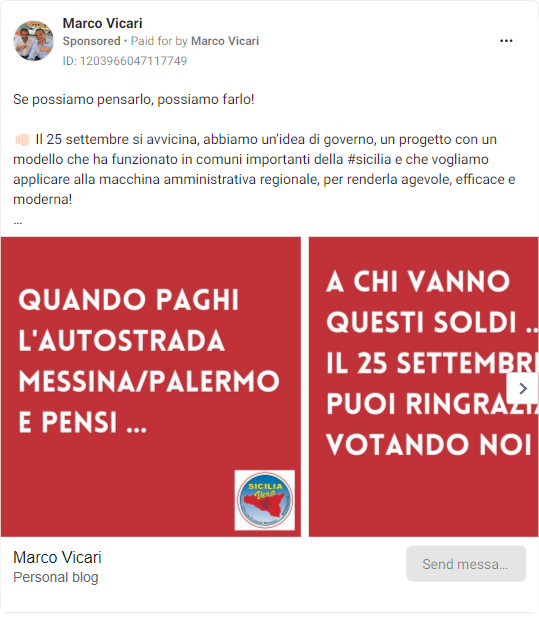 Marco Vicari
Sponsored • Paid for by Marco Vicari
ID: 1203966047117749
Se possiamo pensarlo, possiamo farlo!
👊🏻 Il 25 settembre si avvicina, abbiamo un'idea di governo, un progetto con un
modello che ha funzionato in comuni importanti della #sicilia e che vogliamo
applicare alla macchina amministrativa regionale, per renderla agevole, efficace e
moderna!
...
QUANDO PAGHI
L'AUTOSTRADA
MESSINA/PALERMO
E PENSI ...
SICILIA
Vera
A CHI VANNO
QUESTI SOLDI ..
IL 25 SETTEMBR
PUOI RINGRAZI
VOTANDO NOI
Marco Vicari
Personal blog
Send messa...